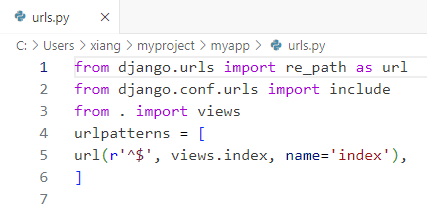 urls.py ×
C: > Users > xiang > myproject > myapp > urls.py
1 from django.urls import re_path as url
2 from django.conf.urls import include
3 from . import views
4 urlpatterns = [
5 url(r'^$', views.index, name='index'),
6 ]
7